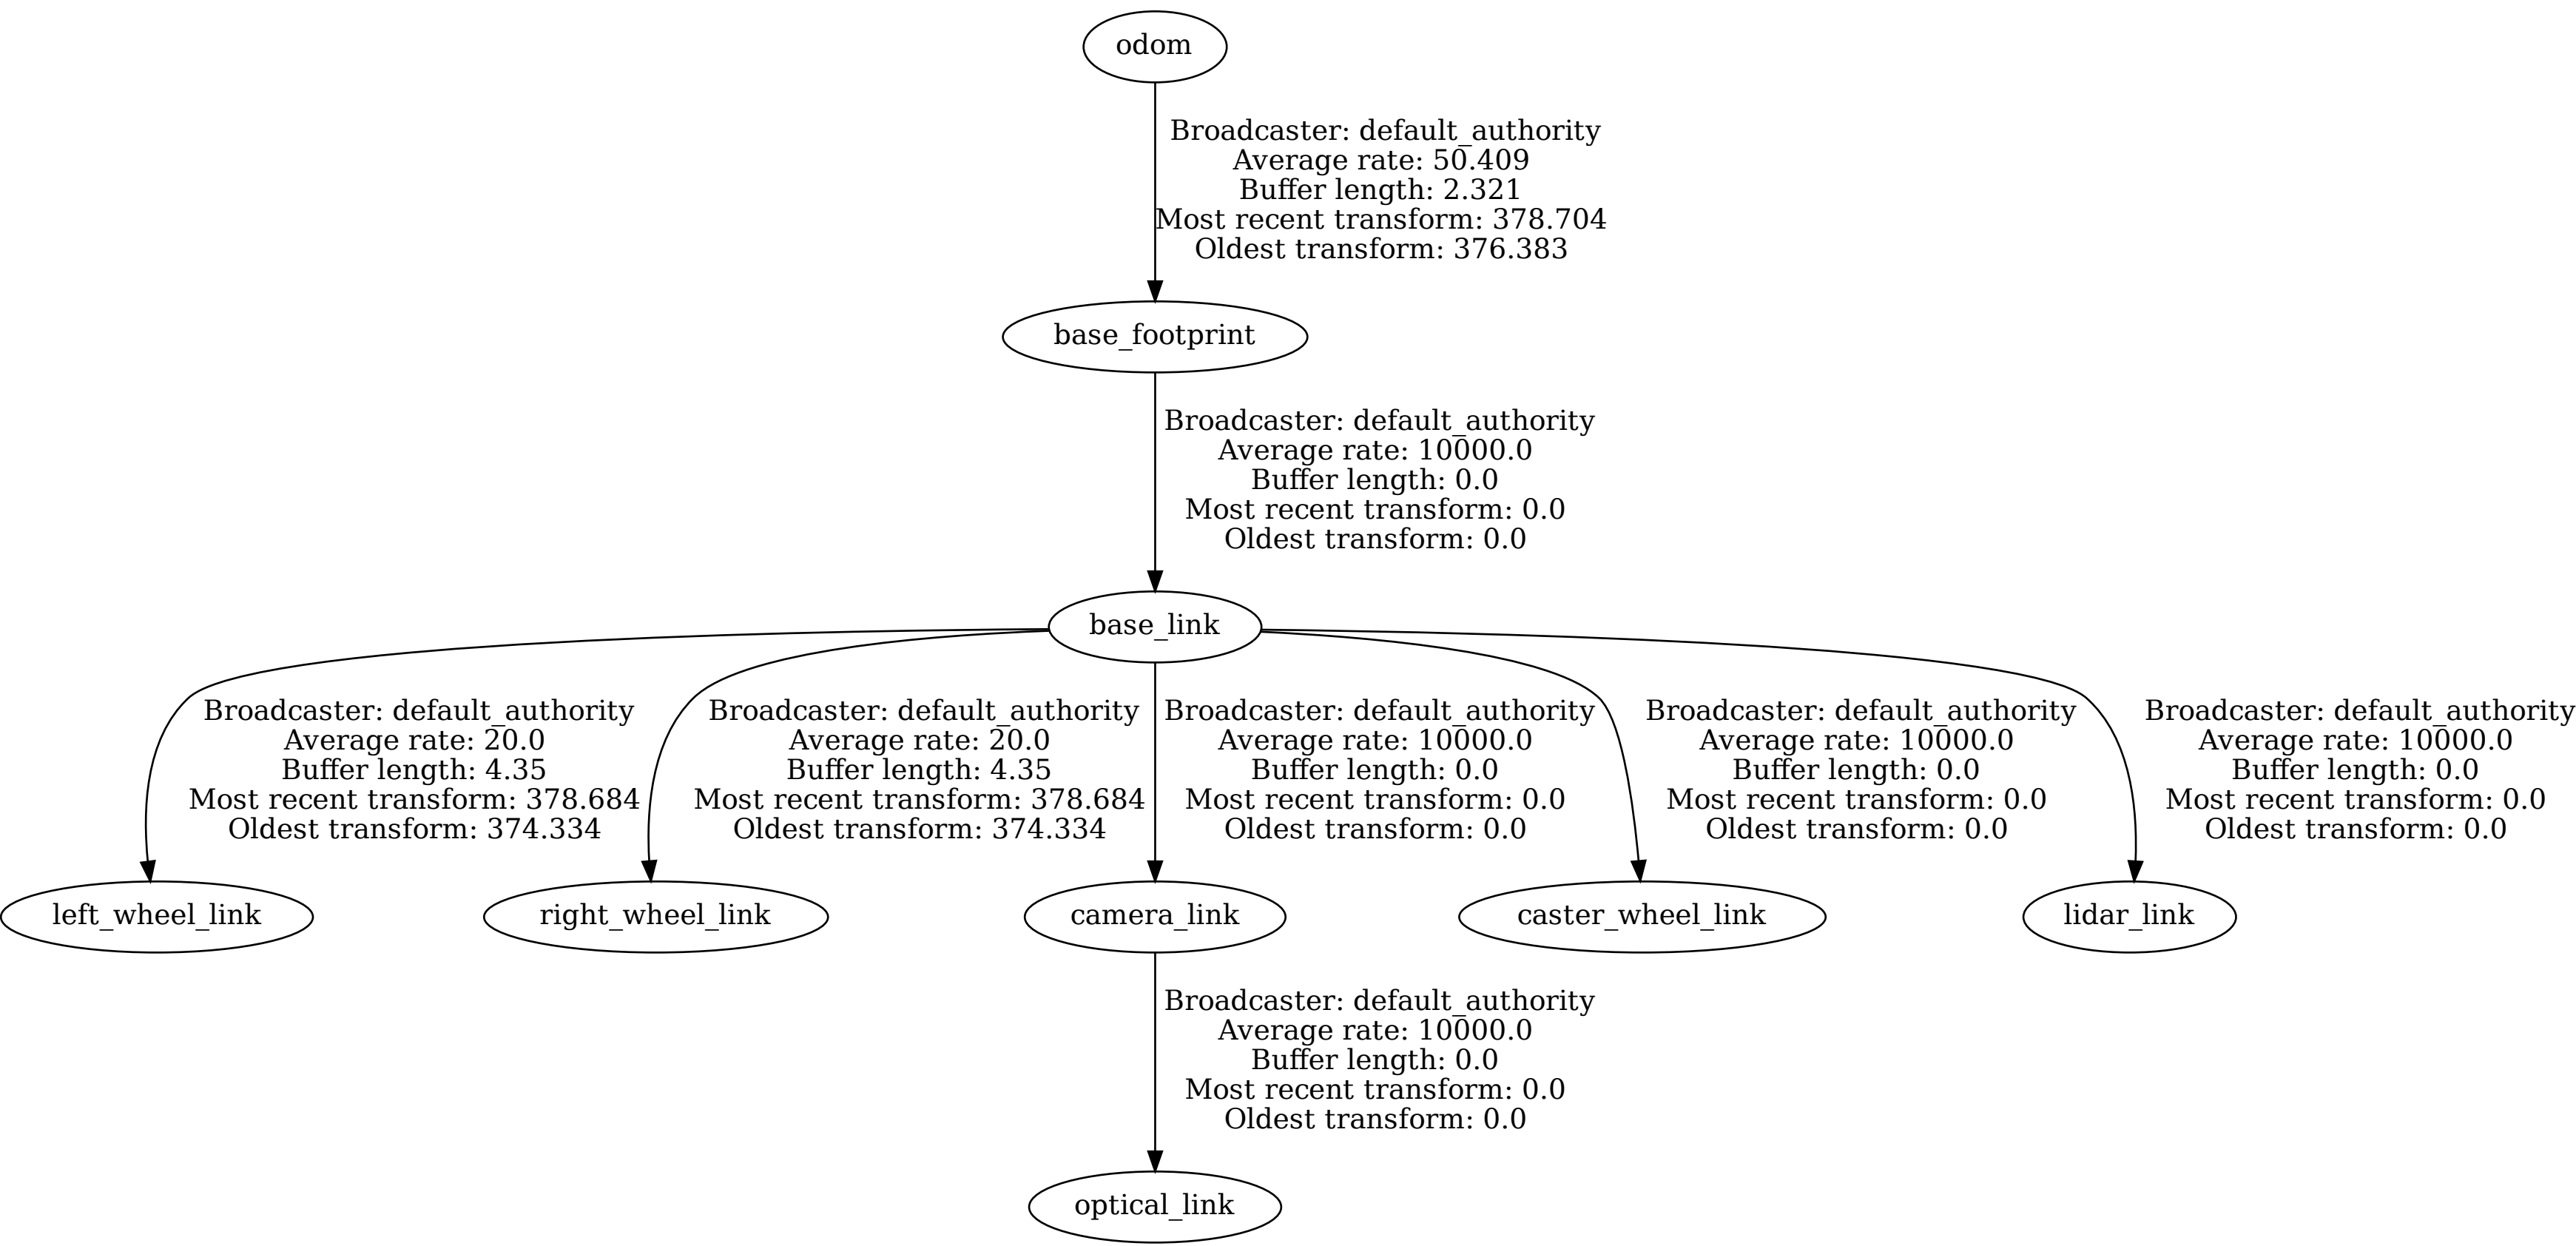 odom
Broadcaster: default_authority
Average rate: 50.409
Buffer length: 2.321
Most recent transform: 378.704
Oldest transform: 376.383
base_footprint
Broadcaster: default_authority
Average rate: 10000.0
Buffer length: 0.0
Most recent transform: 0.0
Oldest transform: 0.0
base_link
Broadcaster: default_authority
Average rate: 20.0
Buffer length: 4.35
Most recent transform: 378.684
Oldest transform: 374.334
Broadcaster: default_authority
Average rate: 20.0
Buffer length: 4.35
Most recent transform: 378.684
Oldest transform: 374.334
Broadcaster: default_authority
Average rate: 10000.0
Buffer length: 0.0
Most recent transform: 0.0
Oldest transform: 0.0
Broadcaster: default_authority
Average rate: 10000.0
Buffer length: 0.0
Most recent transform: 0.0
Oldest transform: 0.0
Broadcaster: default_authority
Average rate: 10000.0
Buffer length: 0.0
Most recent transform: 0.0
Oldest transform: 0.0
left_wheel_link
right_wheel_link
camera_link
caster_wheel_link
lidar_link
Broadcaster: default_authority
Average rate: 10000.0
Buffer length: 0.0
Most recent transform: 0.0
Oldest transform: 0.0
optical_link